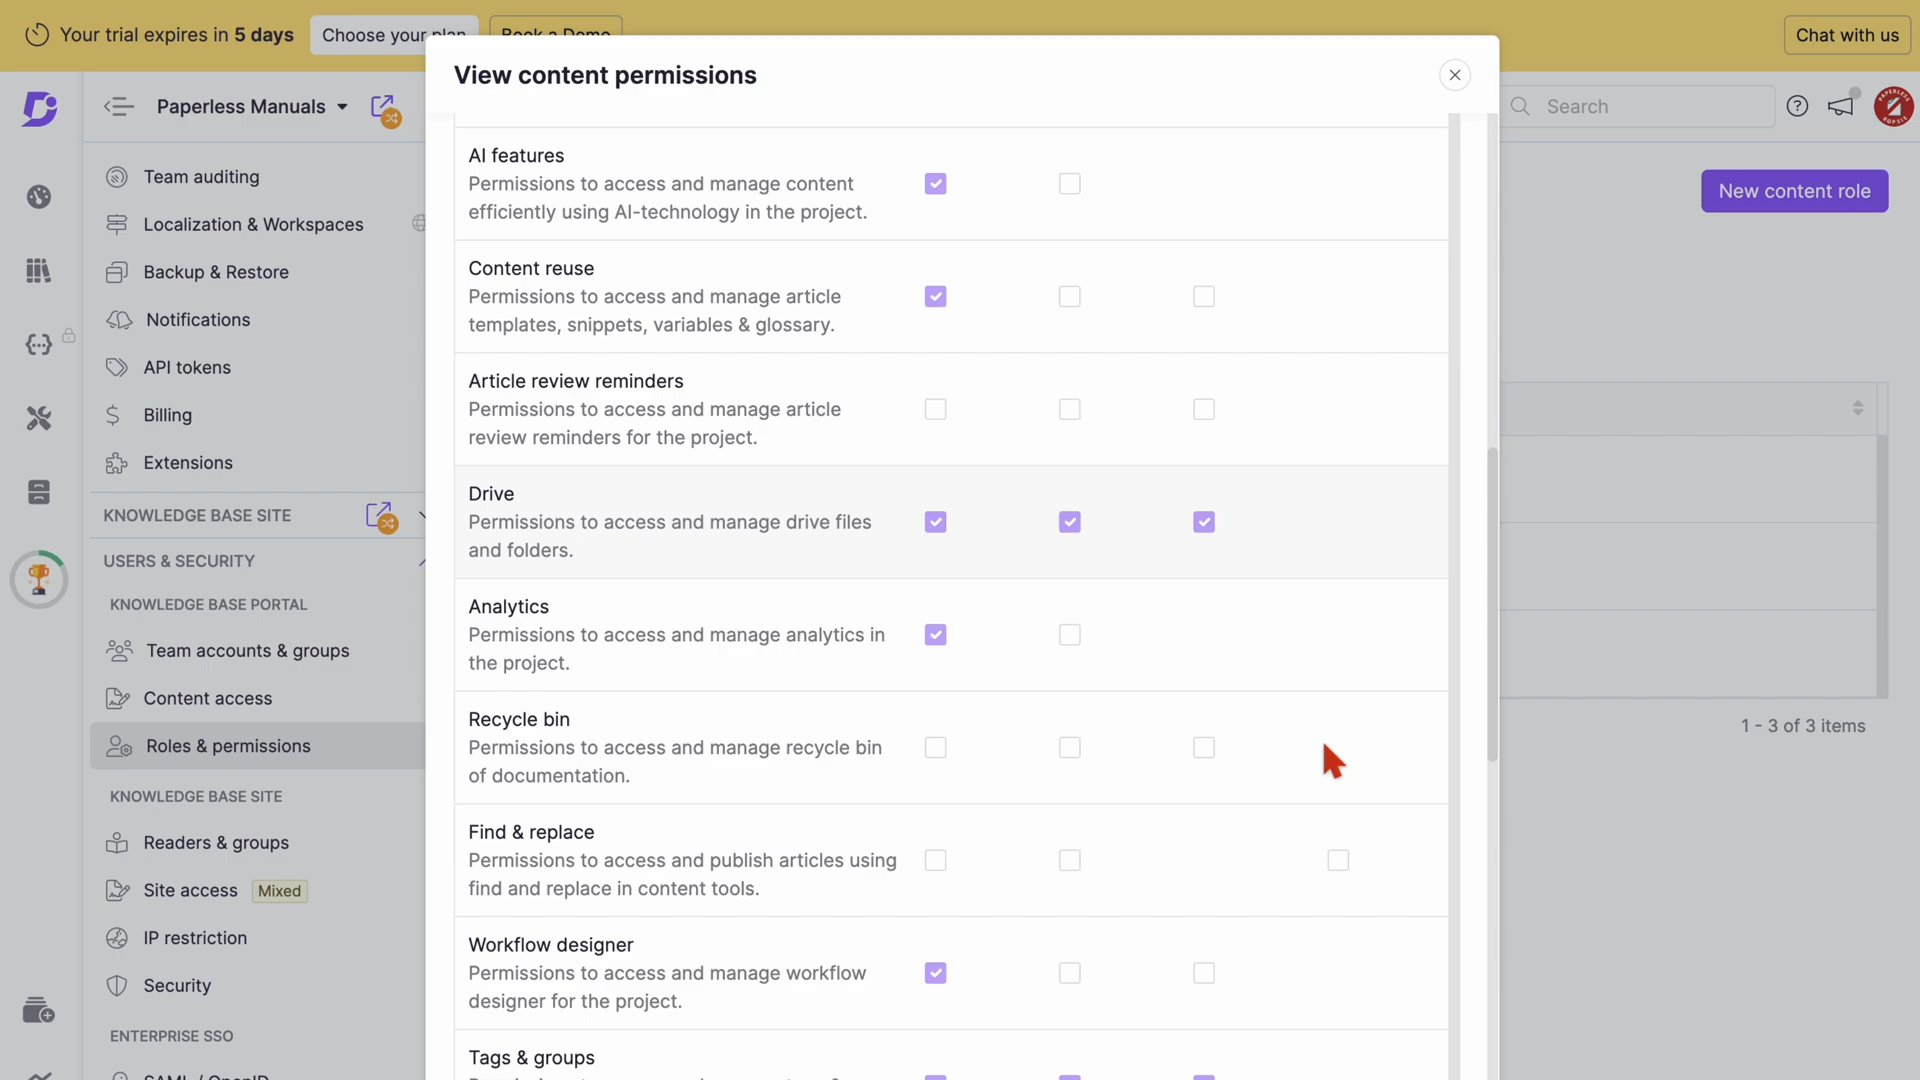 Your trial expires in 5 days
Choose your plan
Book a Demo
Chat with us
Paperless Manuals
Search
Team auditing
Localization & Workspaces
Backup & Restore
Notifications
API tokens
Billing
Extensions
KNOWLEDGE BASE SITE
USERS & SECURITY
KNOWLEDGE BASE PORTAL
Team accounts & groups
Content access
Roles & permissions
KNOWLEDGE BASE SITE
Readers & groups
Site access Mixed
IP restriction
Security
ENTERPRISE SSO
SAML / OpenID
View content permissions
AI features
Permissions to access and manage content
efficiently using AI-technology in the project.
Content reuse
Permissions to access and manage article
templates, snippets, variables & glossary.
Article review reminders
Permissions to access and manage article
review reminders for the project.
Drive
Permissions to access and manage drive files
and folders.
Analytics
Permissions to access and manage analytics in
the project.
Recycle bin
Permissions to access and manage recycle bin
of documentation.
Find & replace
Permissions to access and publish articles using
find and replace in content tools.
Workflow designer
Permissions to access and manage workflow
designer for the project.
Tags & groups
New content role
1 - 3 of 3 items